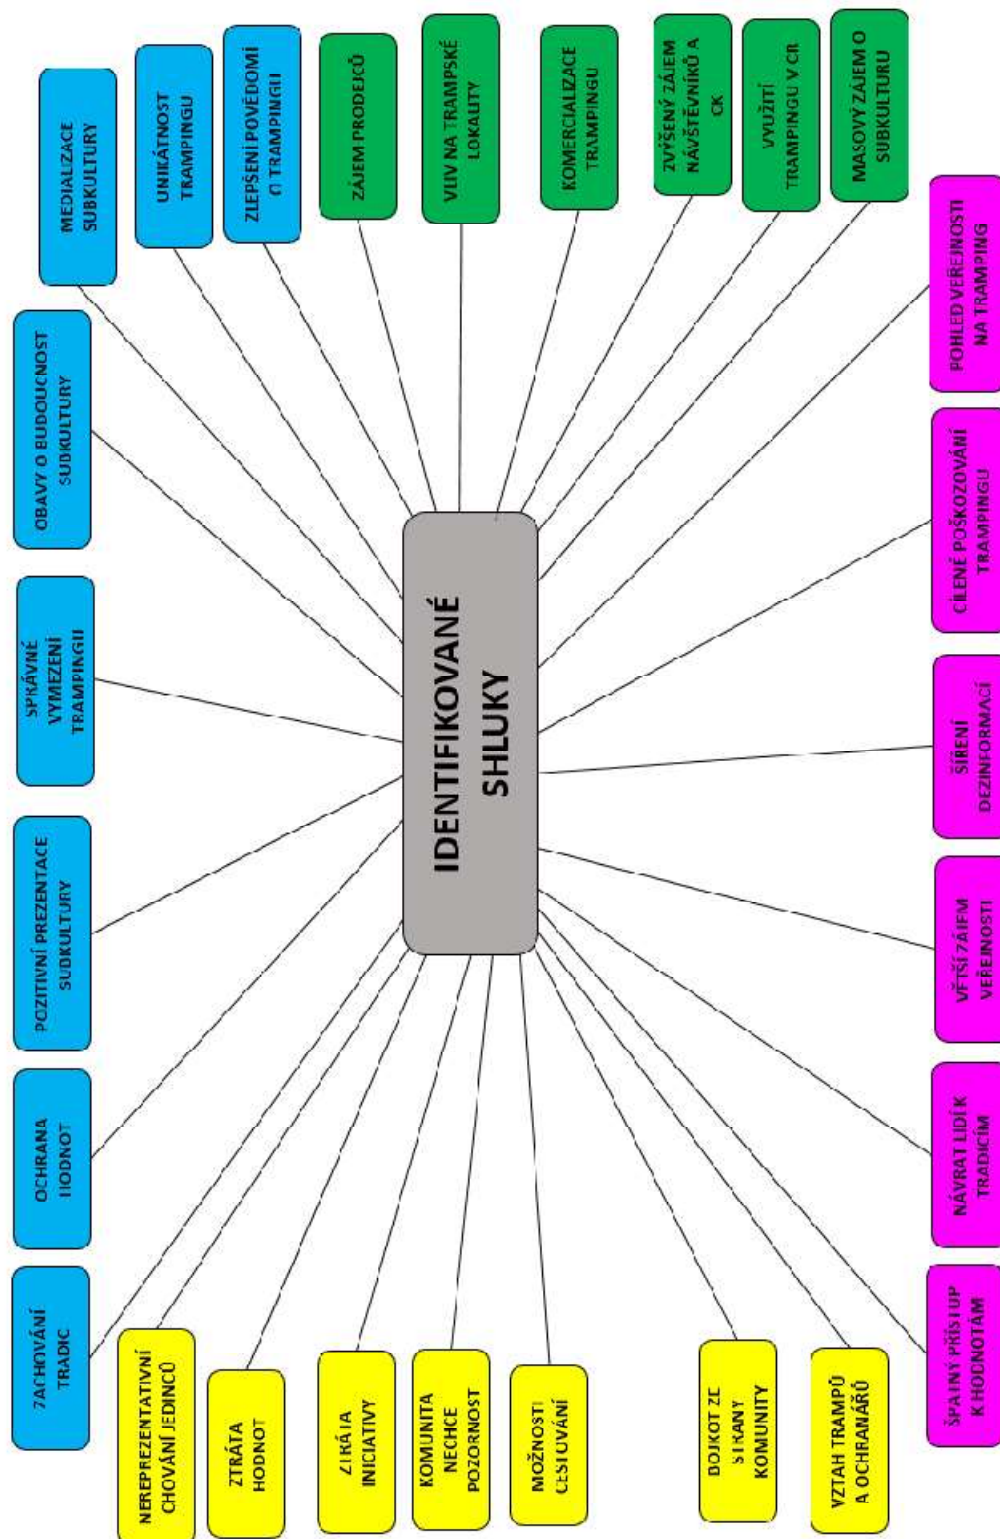 ZACHOVÁNÍ
TRADIC
OCHRANA
HODNOT
POZITIVNÍ PREZENTACE
SUBKULTURY
SPRÁVNÉ
VYMEZENÍ
TRAMPINGU
OBAVY O BUDOUCNOST
SUBKULTURY
MEDIALIZACE
SUBKULTURY
UNIKÁTNOST
TRAMPINGU
ZLEPŠENÍ POVĚDOMÍ
O TRAMPINGU
ZÁJEM PRODEJCŮ
VLIV NA TRAMPSKÉ
LOKALITY
KOMERCIALIZACE
TRAMPINGU
ZVÝŠENÝ ZÁJEM
NÁVŠTĚVNÍKŮ A
CK
VYUŽITÍ
TRAMPINGU V ČR
MASOVÝ ZÁJEM O
SUBKULTURU
IDENTIFIKOVANÉ
SHLUKY
NEREPREZENTATIVNÍ
CHOVÁNÍ JEDINCŮ
ZTRÁTA
HODNOT
ZTRÁTA
INICIATIVY
KOMUNITA
NECHCE
POZORNOST
MOŽNOSTI
CESTOVÁNÍ
BOJKOT ZE
STRANY
KOMUNITY
VZTAH TRAMPŮ
A OCHRANÁŘŮ
ŠPATNÝ PŘÍSTUP
K HODNOTÁM
NÁVRAT LIDÍ K
TRADICÍM
VĚTŠÍ ZÁJEM
VEŘEJNOSTI
ŠÍŘENÍ
DEZINFORMACÍ
CÍLENÉ POŠKOZOVÁNÍ
TRAMPINGU
POHLED VEŘEJNOSTI
NA TRAMPING